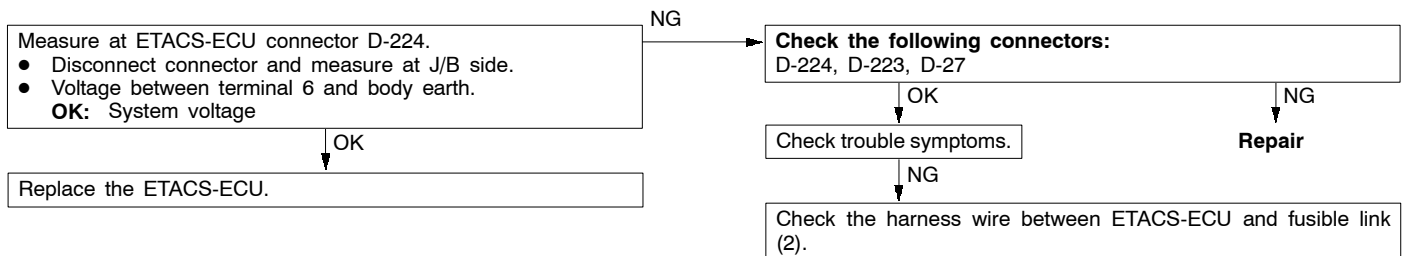 Measure at ETACS-ECU connector D-224.
● Disconnect connector and measure at J/B side.
● Voltage between terminal 6 and body earth.
OK: System voltage
NG
Check the following connectors:
D-224, D-223, D-27
OK
NG
OK
Check trouble symptoms.
Repair
Replace the ETACS-ECU.
NG
Check the harness wire between ETACS-ECU and fusible link
(2).